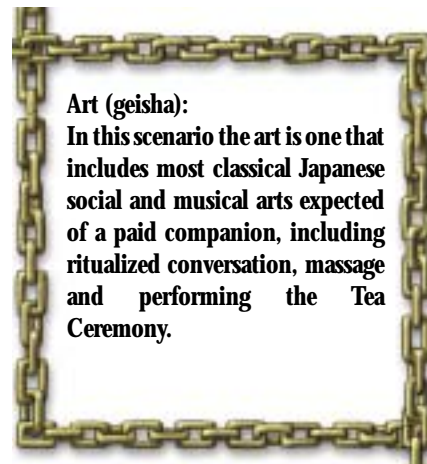 Art (geisha):
In this scenario the art is one that
includes most classical Japanese
social and musical arts expected
of a paid companion, including
ritualized conversation, massage
and performing the Tea
Ceremony.